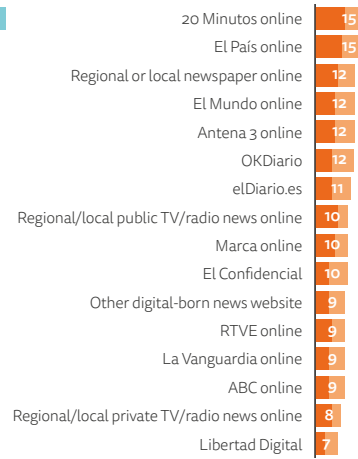 20 Minutos online 15
El País online 15
Regional or local newspaper online 12
El Mundo online 12
Antena 3 online 12
OKDiario 12
elDiario.es 11
Regional/local public TV/radio news online 10
Marca online 10
El Confidencial 10
Other digital-born news website 9
RTVE online 9
La Vanguardia online 9
ABC online 9
Regional/local private TV/radio news online 8
Libertad Digital 7